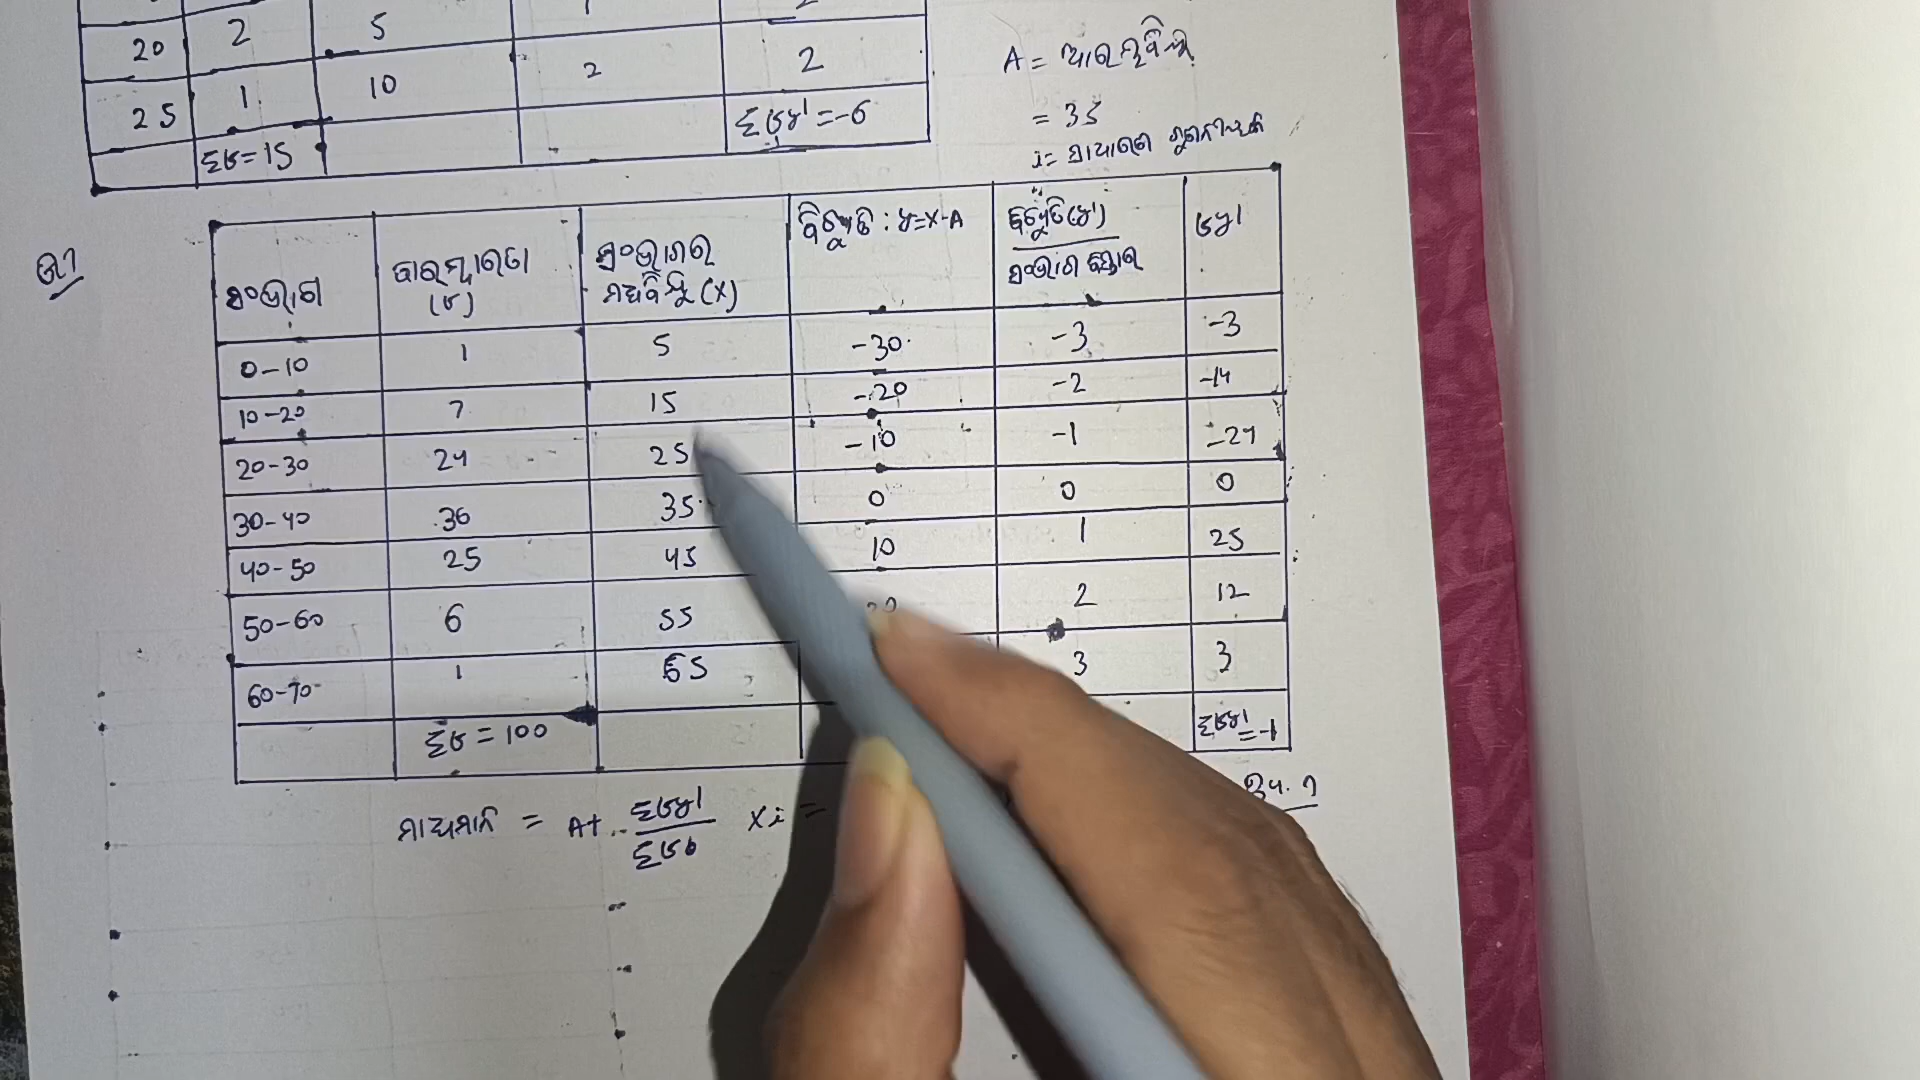 20 2 5
25 1 10 2 2
Σf=15 Σfy'=-6
A = ଆରମ୍ଭବିନ୍ଦୁ
= 35
i=
ସଂଭାଗ ବାରମ୍ବାରତା (f) ସଂଭାଗର ମଧ୍ୟବିନ୍ଦୁ (x) ବିଚ୍ୟୁତି : y=x-A ବିଚ୍ୟୁତି (y') / ସଂଭାଗ ବିସ୍ତାର fy'
0-10 1 5 -30 -3 -3
10-20 7 15 -20 -2 -14
20-30 24 25 -10 -1 -24
30-40 36 35 0 0 0
40-50 25 45 10 1 25
50-60 6 55 20 2 12
60-70 1 65 3 3
Σf = 100 Σfy' = -1
ମାଧ୍ୟମାନ = A+ Σfy' / Σf × i =